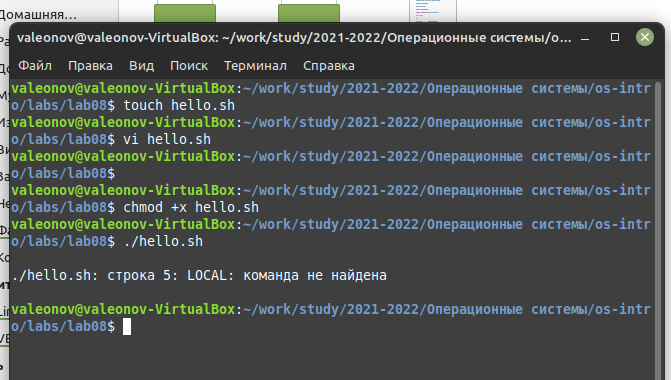 Домашняя...
valeonov@valeonov-VirtualBox: ~/work/study/2021-2022/Операционные системы/o...
Файл Правка Вид Поиск Терминал Справка
valeonov@valeonov-VirtualBox:~/work/study/2021-2022/Операционные системы/os-intr
o/labs/lab08$ touch hello.sh
valeonov@valeonov-VirtualBox:~/work/study/2021-2022/Операционные системы/os-intr
o/labs/lab08$ vi hello.sh
valeonov@valeonov-VirtualBox:~/work/study/2021-2022/Операционные системы/os-intr
o/labs/lab08$
valeonov@valeonov-VirtualBox:~/work/study/2021-2022/Операционные системы/os-intr
o/labs/lab08$ chmod +x hello.sh
valeonov@valeonov-VirtualBox:~/work/study/2021-2022/Операционные системы/os-intr
o/labs/lab08$ ./hello.sh
./hello.sh: строка 5: LOCAL: команда не найдена
valeonov@valeonov-VirtualBox:~/work/study/2021-2022/Операционные системы/os-intr
o/labs/lab08$